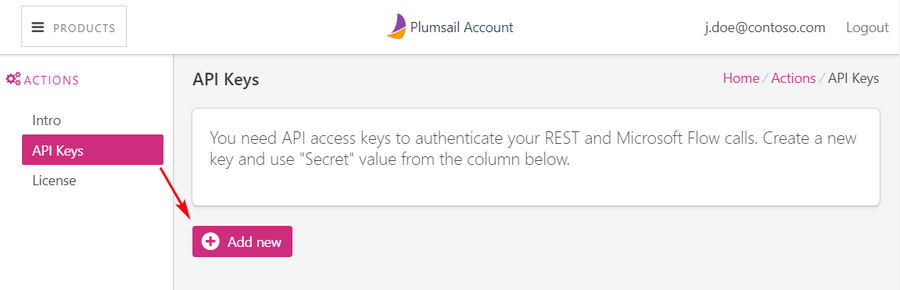 PRODUCTS
Plumsail Account
j.doe@contoso.com
Logout
ACTIONS
Intro
API Keys
License
API Keys
Home / Actions / API Keys
You need API access keys to authenticate your REST and Microsoft Flow calls. Create a new
key and use "Secret" value from the column below.
Add new